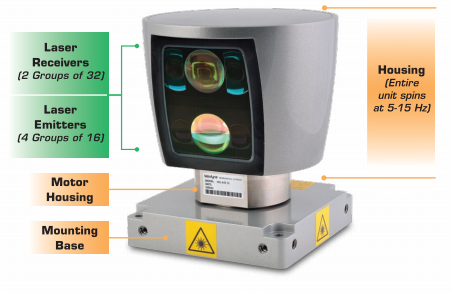 Laser
Receivers
(2 Groups of 32)
Laser
Emitters
(4 Groups of 16)
Motor
Housing
Mounting
Base
Housing
(Entire
unit spins
at 5-15 Hz)